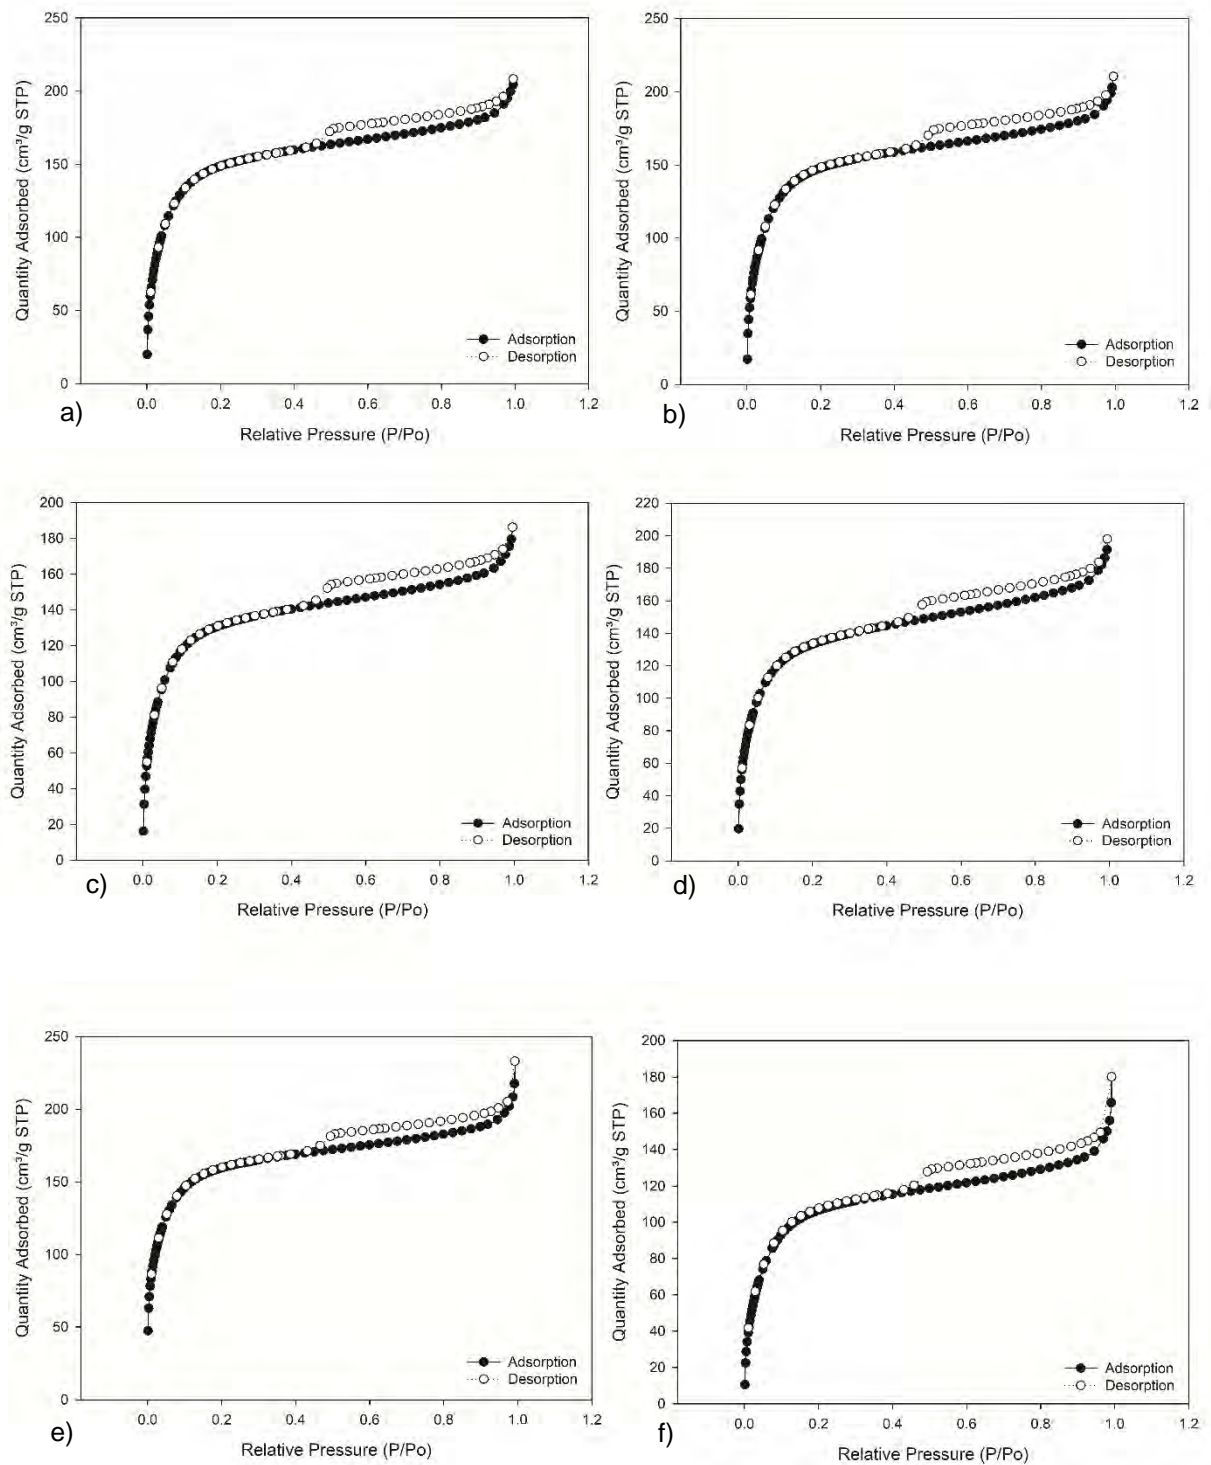 250
200
150
100
50
0
Quantity Adsorbed (cm³/g STP)
Adsorption
Desorption
0.0 0.2 0.4 0.6 0.8 1.0 1.2
a)
Relative Pressure (P/Po)
250
200
150
100
50
0
Quantity Adsorbed (cm³/g STP)
Adsorption
Desorption
0.0 0.2 0.4 0.6 0.8 1.0 1.2
b)
Relative Pressure (P/Po)
200
180
160
140
120
100
80
60
40
20
0
Quantity Adsorbed (cm³/g STP)
Adsorption
Desorption
0.0 0.2 0.4 0.6 0.8 1.0 1.2
c)
Relative Pressure (P/Po)
220
200
180
160
140
120
100
80
60
40
20
0
Quantity Adsorbed (cm³/g STP)
Adsorption
Desorption
0.0 0.2 0.4 0.6 0.8 1.0 1.2
d)
Relative Pressure (P/Po)
250
200
150
100
50
0
Quantity Adsorbed (cm³/g STP)
Adsorption
Desorption
0.0 0.2 0.4 0.6 0.8 1.0 1.2
e)
Relative Pressure (P/Po)
200
180
160
140
120
100
80
60
40
20
0
Quantity Adsorbed (cm³/g STP)
Adsorption
Desorption
0.0 0.2 0.4 0.6 0.8 1.0 1.2
f)
Relative Pressure (P/Po)